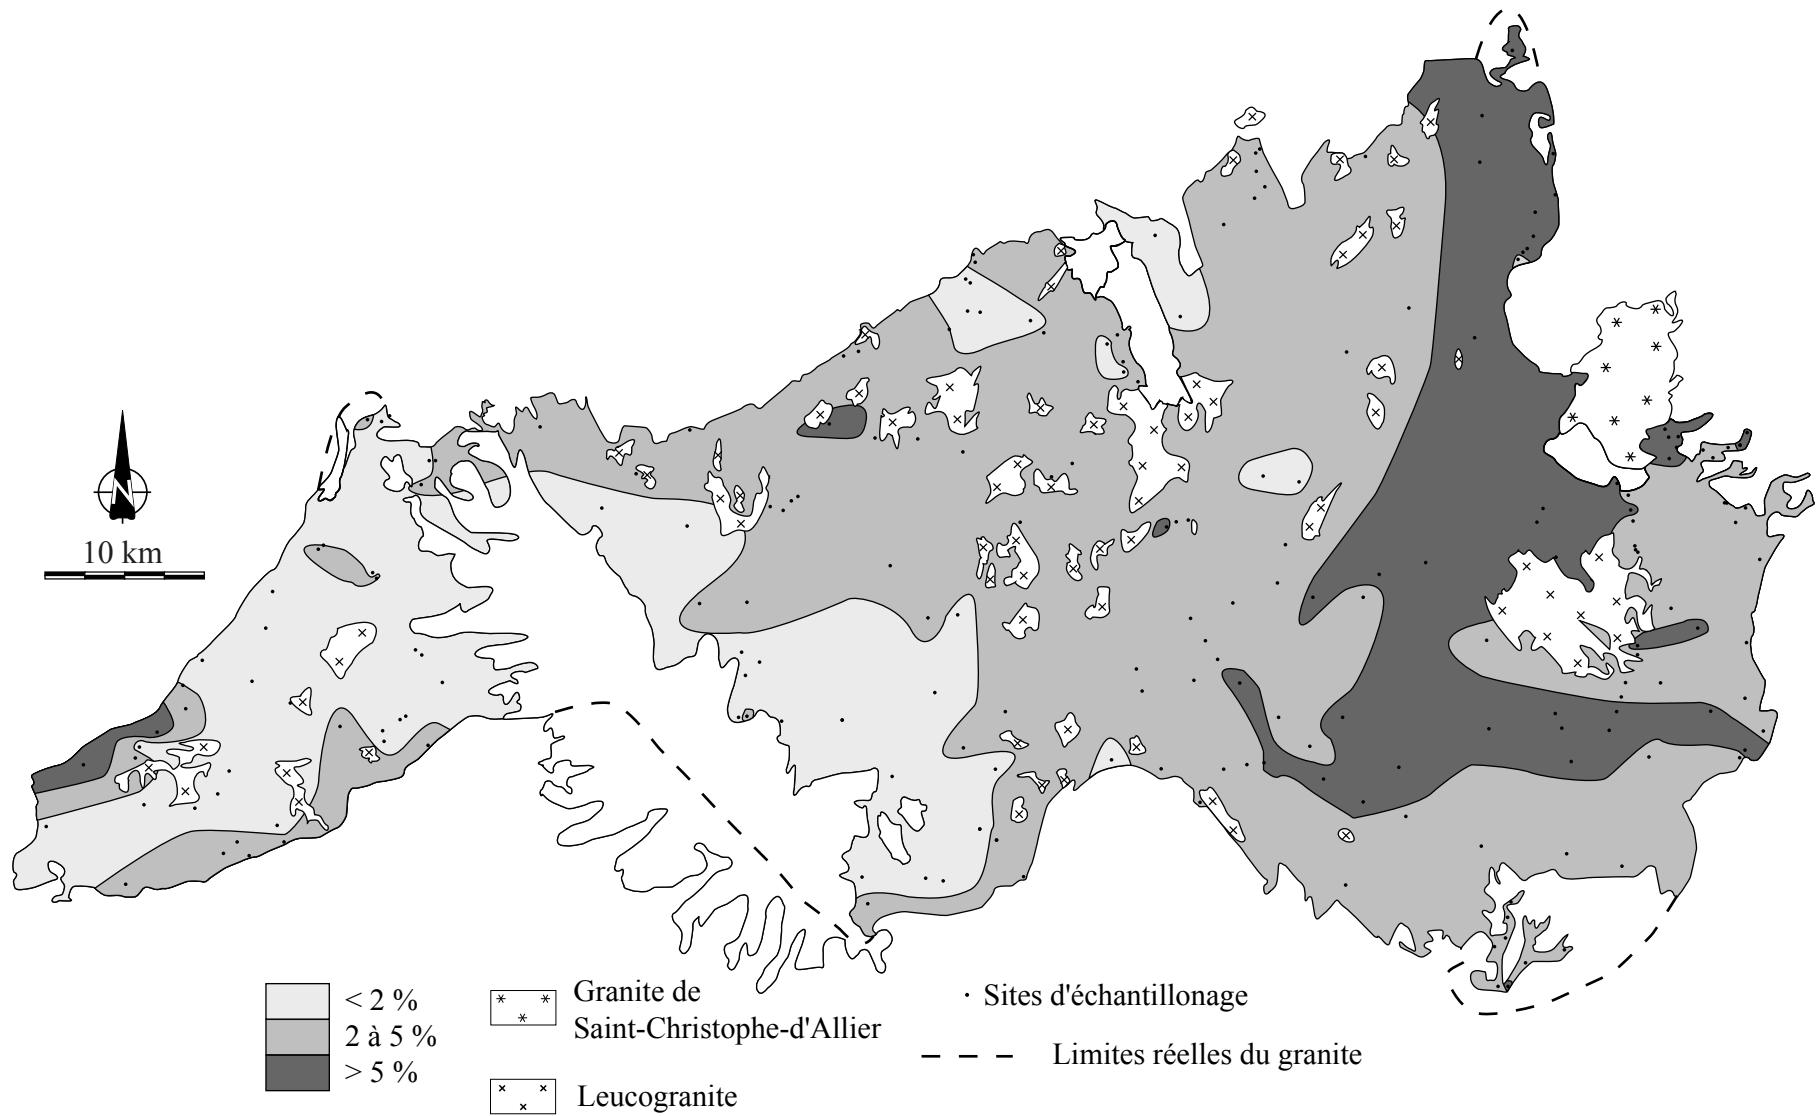 N
10 km
< 2 %
2 à 5 %
> 5 %
Granite de
Saint-Christophe-d'Allier
Leucogranite
Sites d'échantillonage
Limites réelles du granite